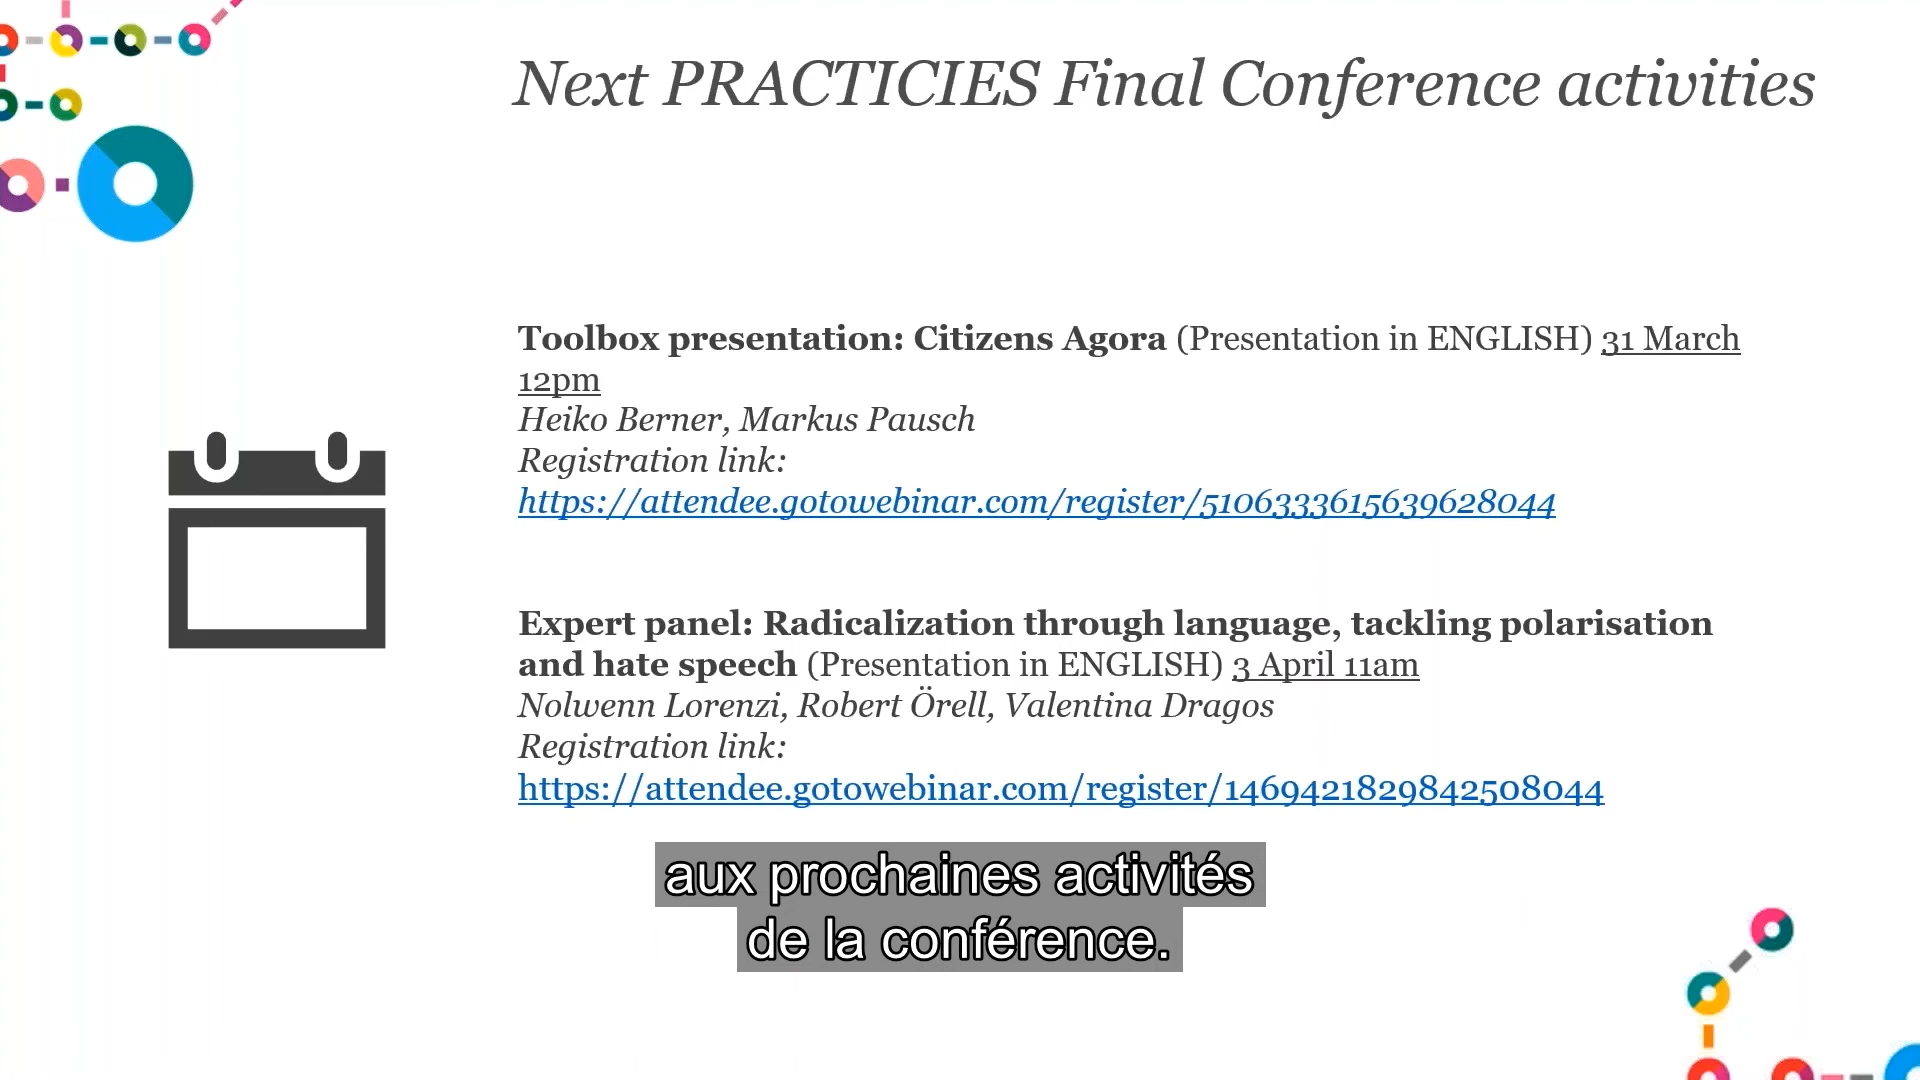 Next PRACTICIES Final Conference activities
Toolbox presentation: Citizens Agora (Presentation in ENGLISH) 31 March
12pm
Heiko Berner, Markus Pausch
Registration link:
https://attendee.gotowebinar.com/register/5106333615639628044
Expert panel: Radicalization through language, tackling polarisation
and hate speech (Presentation in ENGLISH) 3 April 11am
Nolwenn Lorenzi, Robert Örell, Valentina Dragos
Registration link:
https://attendee.gotowebinar.com/register/1469421829842508044
aux prochaines activités
de la conférence.